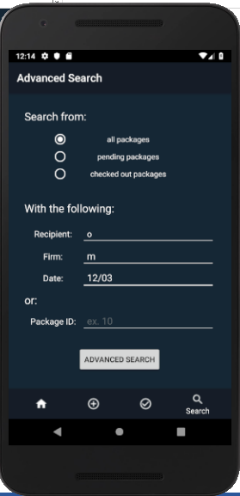 12:14
Advanced Search
Search from:
all packages
pending packages
checked out packages
With the following:
Recipient: o
Firm: m
Date: 12/03
or:
Package ID: ex. 10
ADVANCED SEARCH
Search